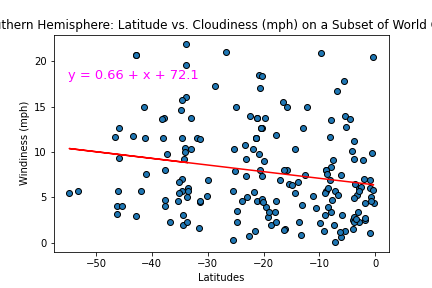 thern Hemisphere: Latitude vs. Cloudiness (mph) on a Subset of World
y = 0.66 + x + 72.1
Windiness (mph)
20
15
10
5
0
−50
−40
−30
−20
−10
0
Latitudes